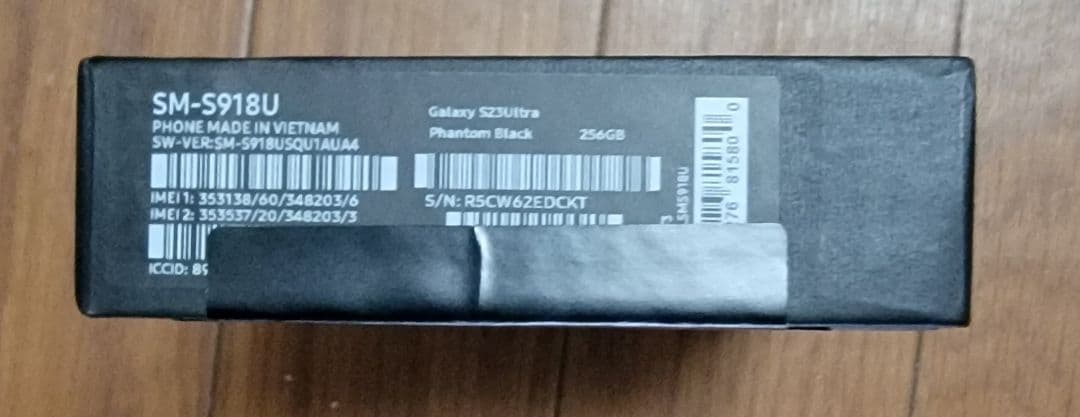 SM-S918U
PHONE MADE IN VIETNAM
SW-VER:SM-S918USQU1AUA4
IMEI 1: 353138/60/348203/6
IMEI 2: 353537/20/348203/3
ICCID: 89
Galaxy S23Ultra
Phantom Black 256GB
S/N: R5CW62EDCKT
SMS918U
76 81580 0